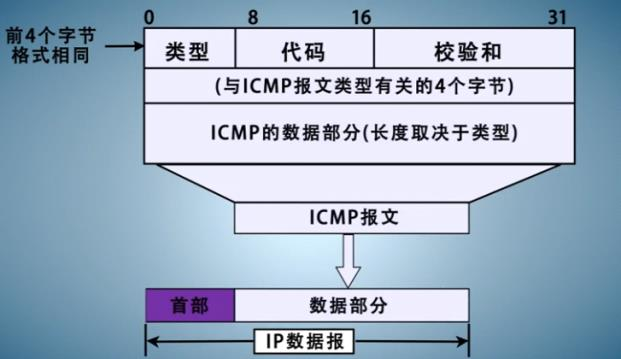 0 8 16 31
前4个字节
格式相同
类型 代码 校验和
(与ICMP报文类型有关的4个字节)
ICMP的数据部分(长度取决于类型)
ICMP报文
首部 数据部分
IP数据报